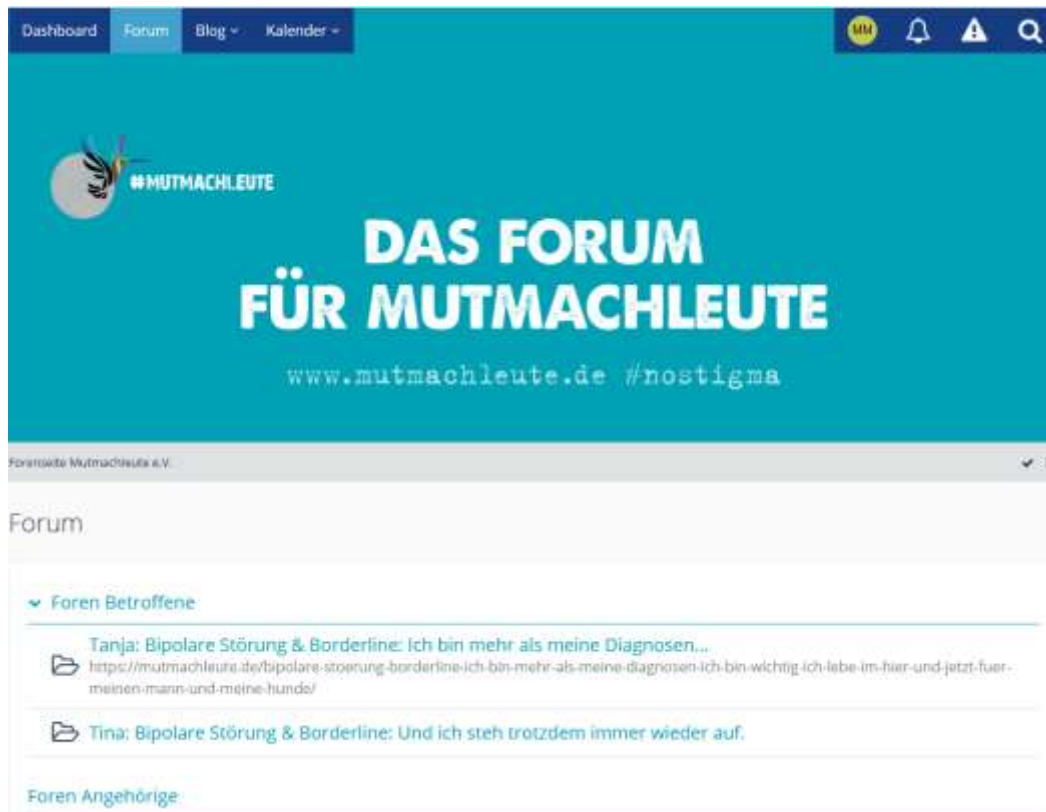 Dashboard Forum Blog Kalender
MM
#MUTMACHLEUTE
DAS FORUM
FÜR MUTMACHLEUTE
www.mutmachleute.de #nostigma
Forenseite Mutmachleute e.V.
Forum
Foren Betroffene
Tanja: Bipolare Störung & Borderline: Ich bin mehr als meine Diagnosen...
https://mutmachleute.de/bipolare-stoerung-borderline-ich-bin-mehr-als-meine-diagnosen-ich-bin-wichtig-ich-lebe-im-hier-und-jetzt-fuer-
meinen-mann-und-meine-hunde/
Tina: Bipolare Störung & Borderline: Und ich steh trotzdem immer wieder auf.
Foren Angehörige